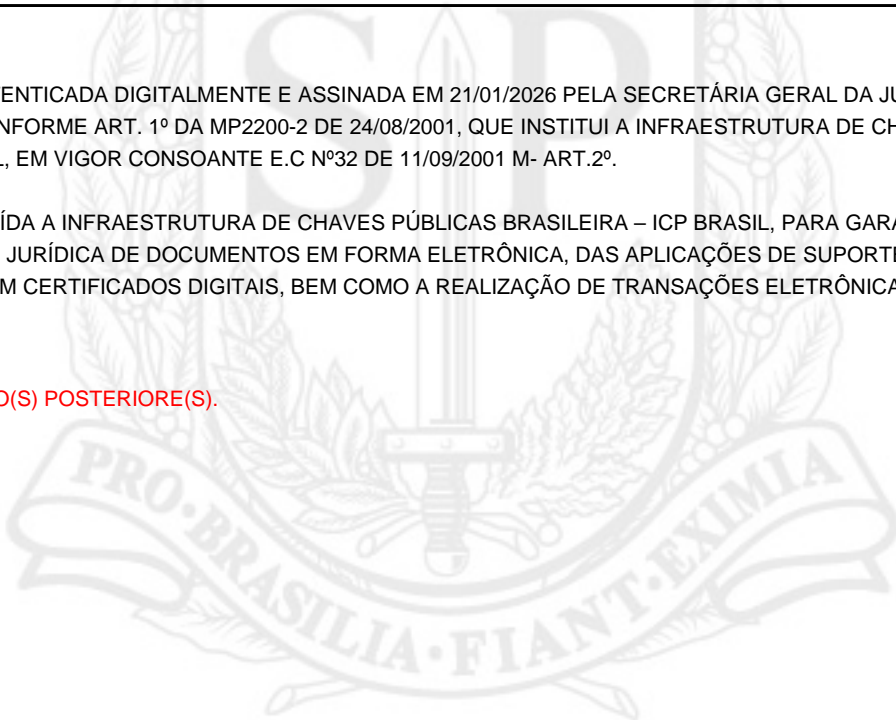 ENTICADA DIGITALMENTE E ASSINADA EM 21/01/2026 PELA SECRETÁRIA GERAL DA JU
NFORME ART. 1º DA MP2200-2 DE 24/08/2001, QUE INSTITUI A INFRAESTRUTURA DE CH
L, EM VIGOR CONSOANTE E.C Nº32 DE 11/09/2001 M- ART.2º.
ÍDA A INFRAESTRUTURA DE CHAVES PÚBLICAS BRASILEIRA – ICP BRASIL, PARA GARA
JURÍDICA DE DOCUMENTOS EM FORMA ELETRÔNICA, DAS APLICAÇÕES DE SUPORTE
M CERTIFICADOS DIGITAIS, BEM COMO A REALIZAÇÃO DE TRANSAÇÕES ELETRÔNICA
O(S) POSTERIORE(S).
SP
PRO·BRASILIA·FIANT·EXIMIA